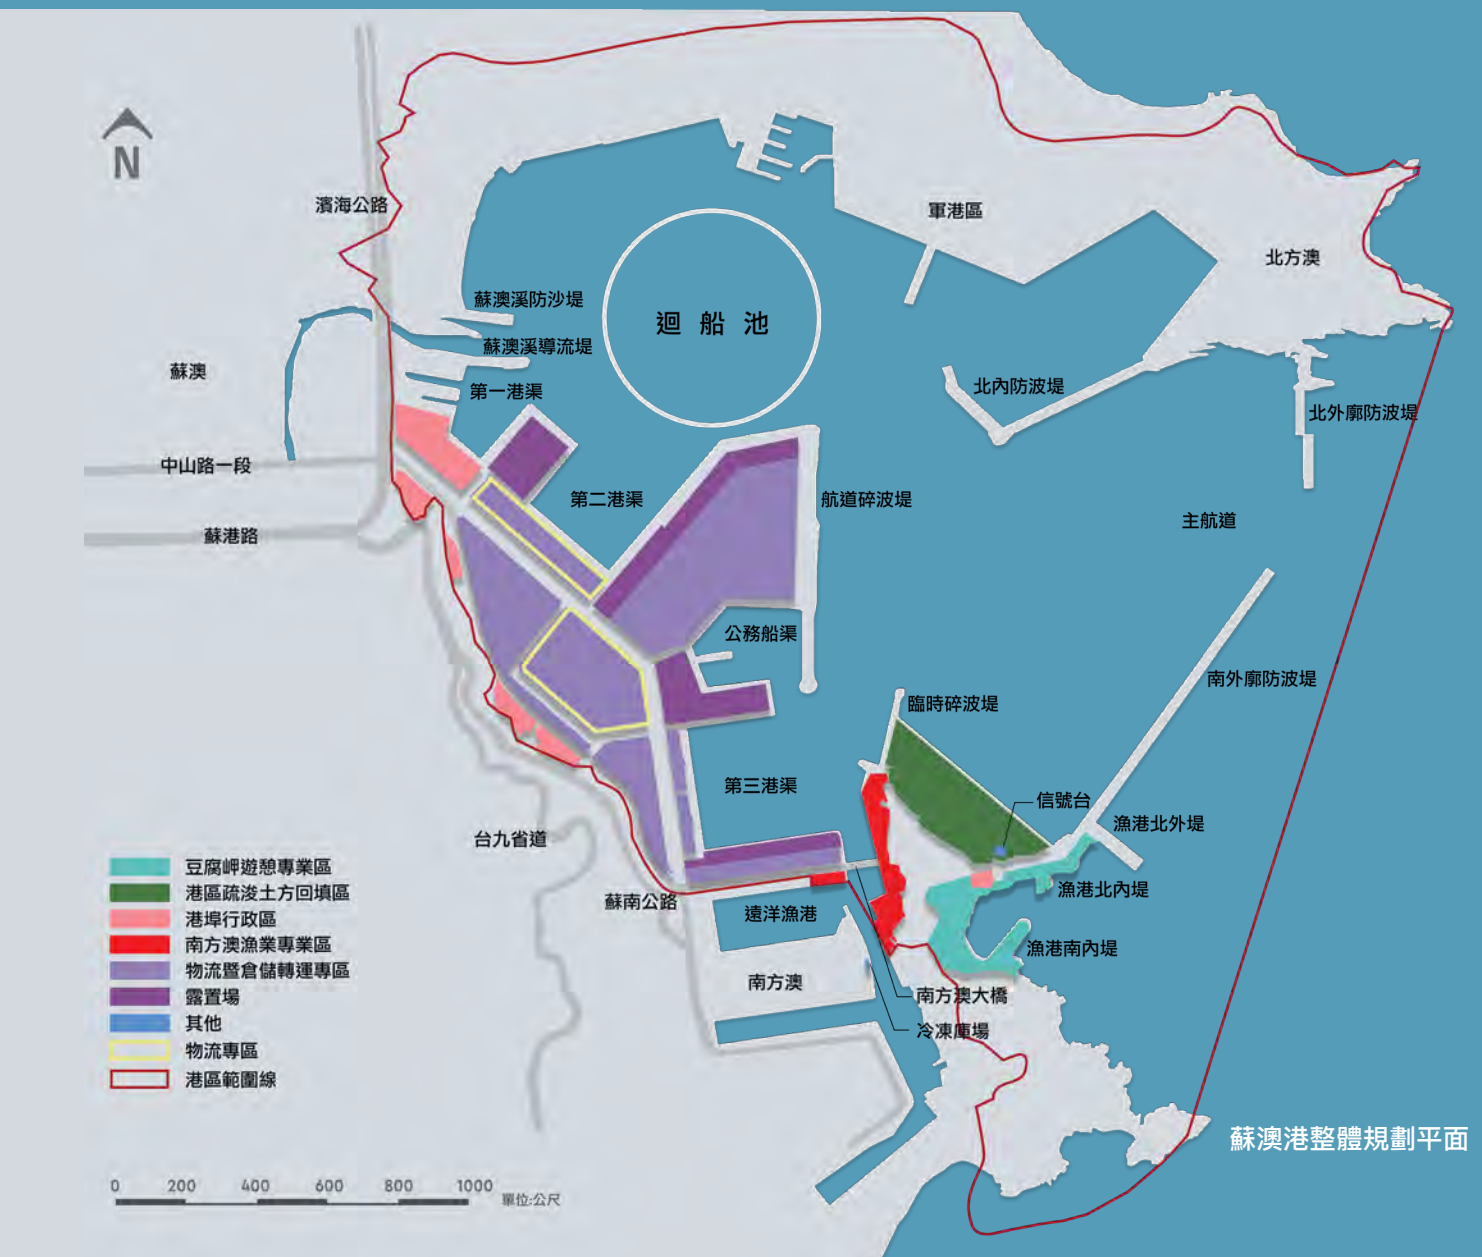 N
濱海公路
軍港區
北方澳
蘇澳溪防沙堤
迴船池
蘇澳溪導流堤
蘇澳
第一港渠
北內防波堤
北外廓防波堤
中山路一段
第二港渠
航道碎波堤
主航道
蘇港路
公務船渠
南外廓防波堤
臨時碎波堤
第三港渠
信號台
漁港北外堤
台九省道
漁港北內堤
蘇南公路
遠洋漁港
漁港南內堤
南方澳
南方澳大橋
冷凍庫場
豆腐岬遊憩專業區
港區疏浚土方回填區
港埠行政區
南方澳漁業專業區
物流暨倉儲轉運專區
露置場
其他
物流專區
港區範圍線
蘇澳港整體規劃平面
0 200 400 600 800 1000
單位:公尺